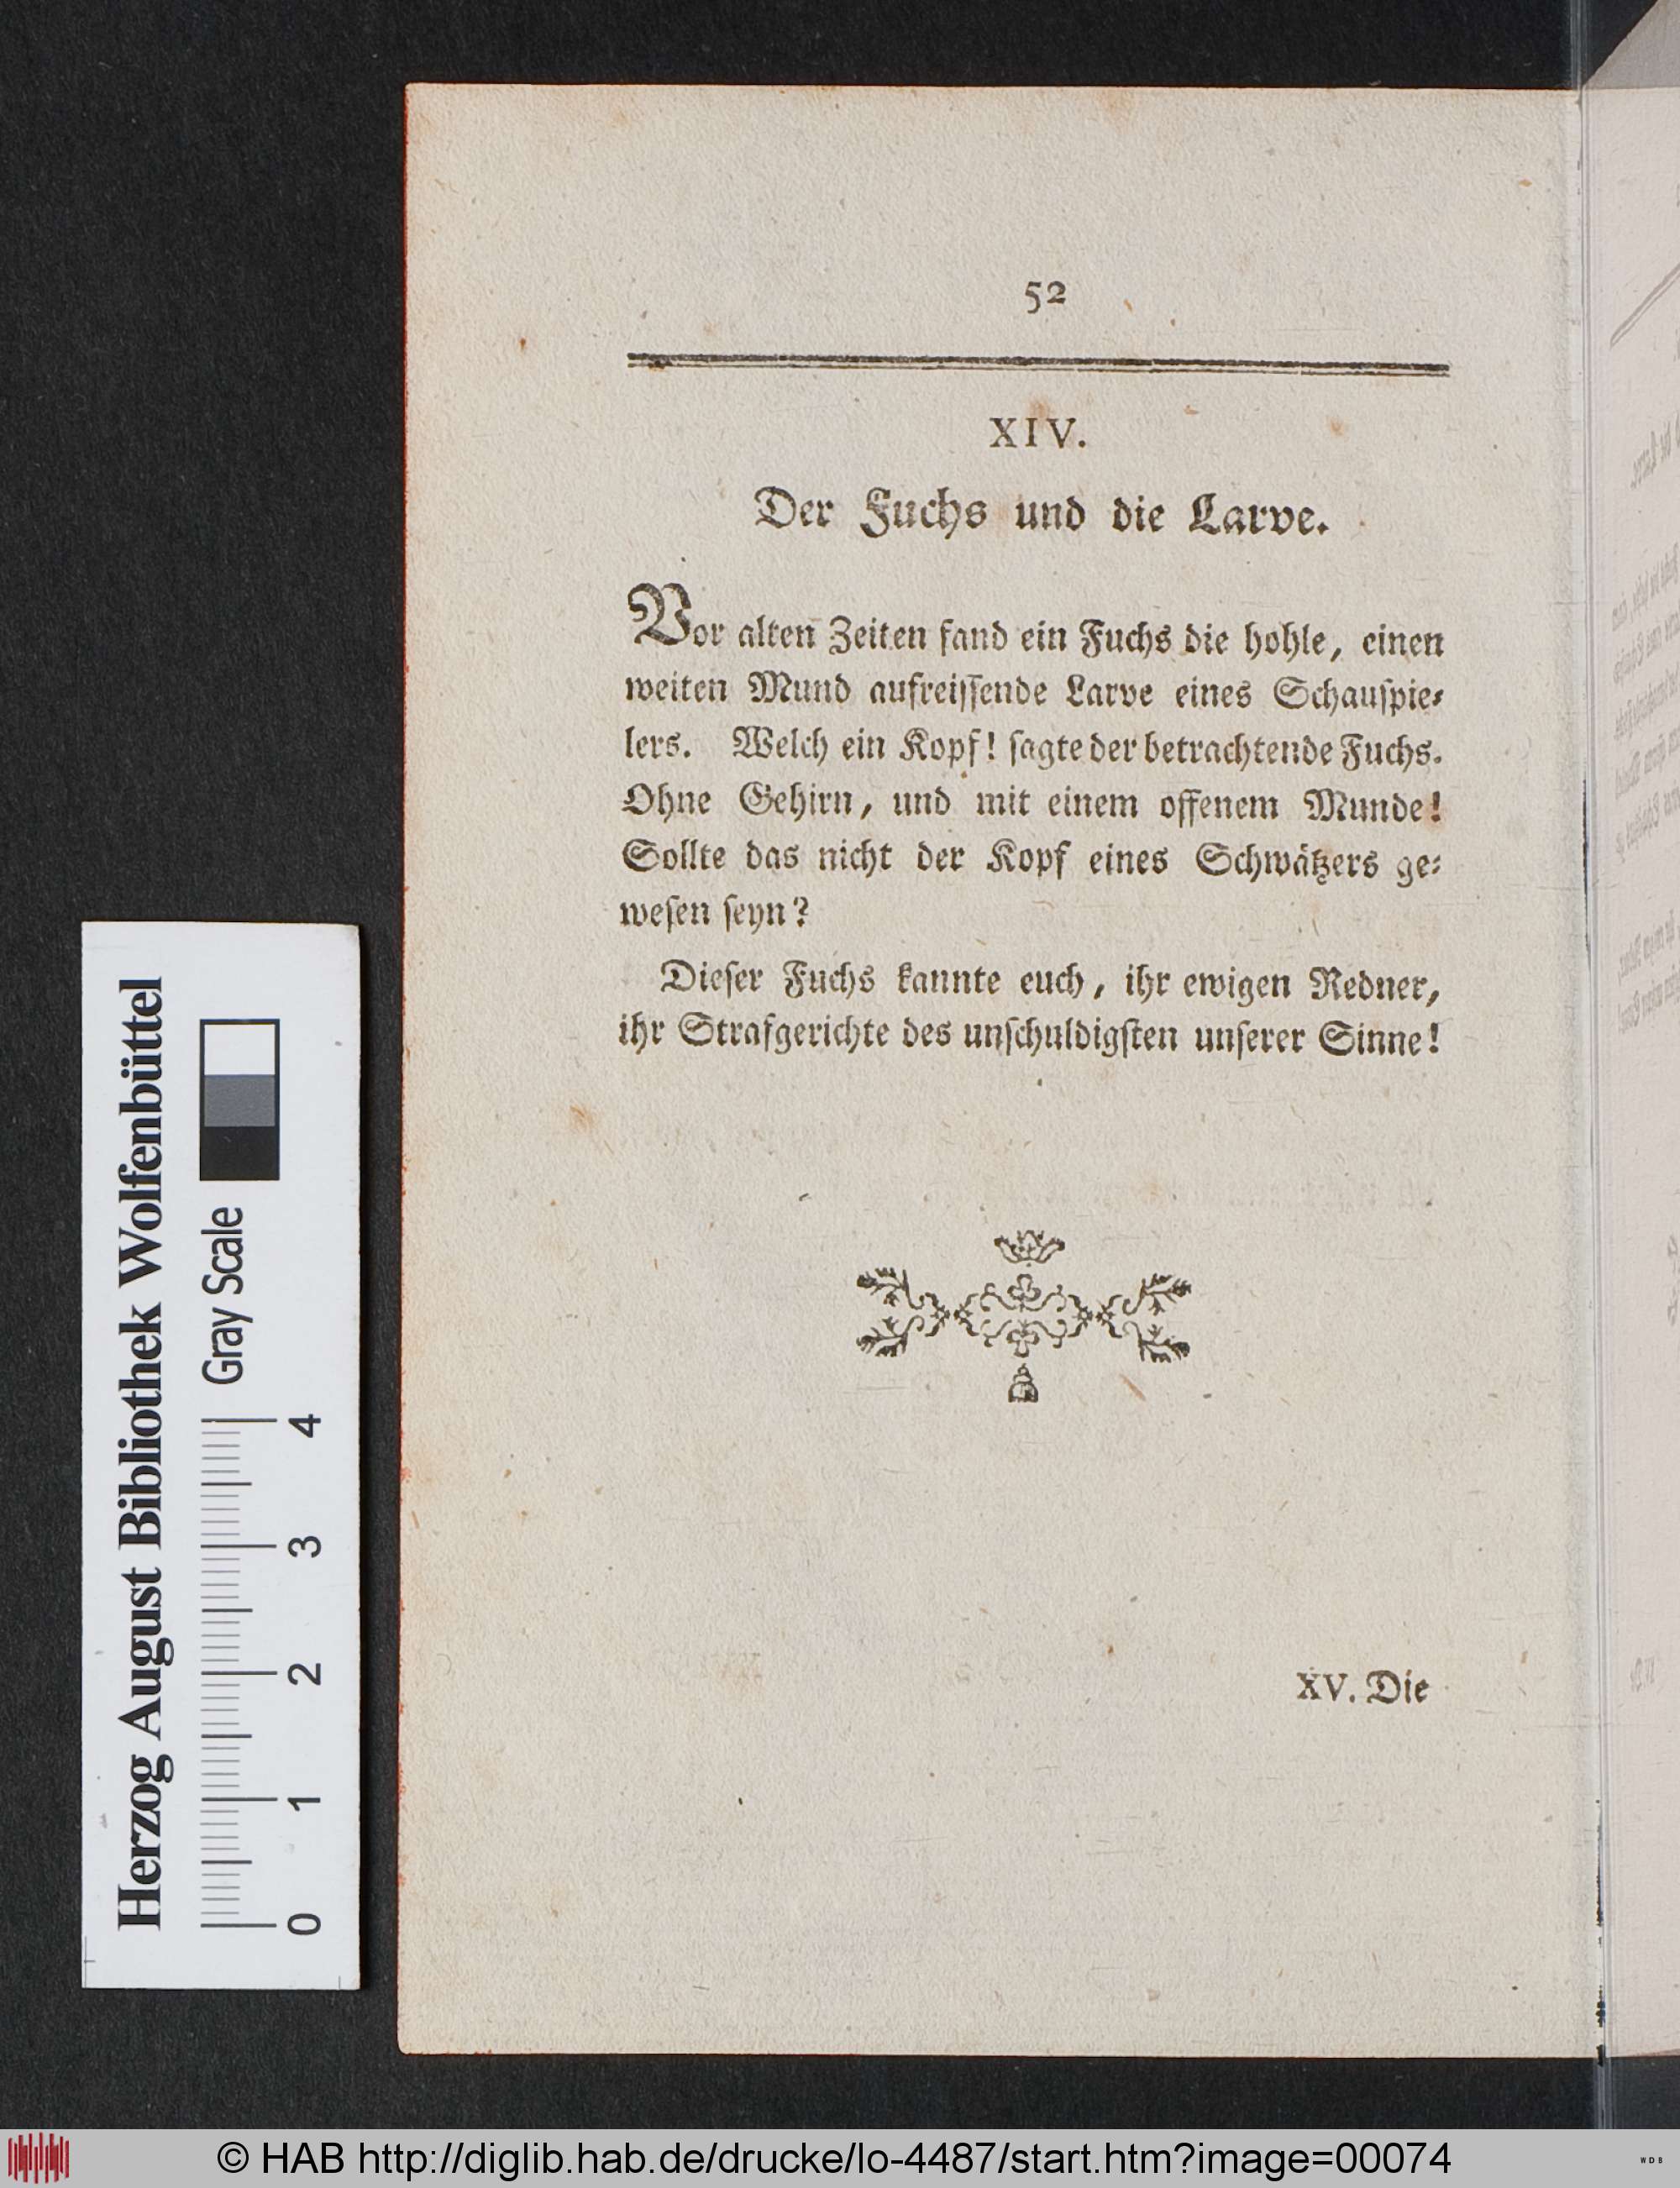 52
XIV.
Der Fuchs und die Larve.
Vor alten Zeiten fand ein Fuchs die hohle, einen
weiten Mund aufreiſſende Larve eines Schauſpie⸗
lers. Welch ein Kopf! ſagte der betrachtende Fuchs.
Ohne Gehirn, und mit einem offenem Munde!
Sollte das nicht der Kopf eines Schwätzers ge⸗
weſen ſeyn?
Dieſer Fuchs kannte euch, ihr ewigen Redner,
ihr Strafgerichte des unſchuldigſten unſerer Sinne!
XV. Die
Herzog August Bibliothek Wolfenbüttel
Gray Scale
0 1 2 3 4
© HAB http://diglib.hab.de/drucke/lo-4487/start.htm?image=00074
WDB